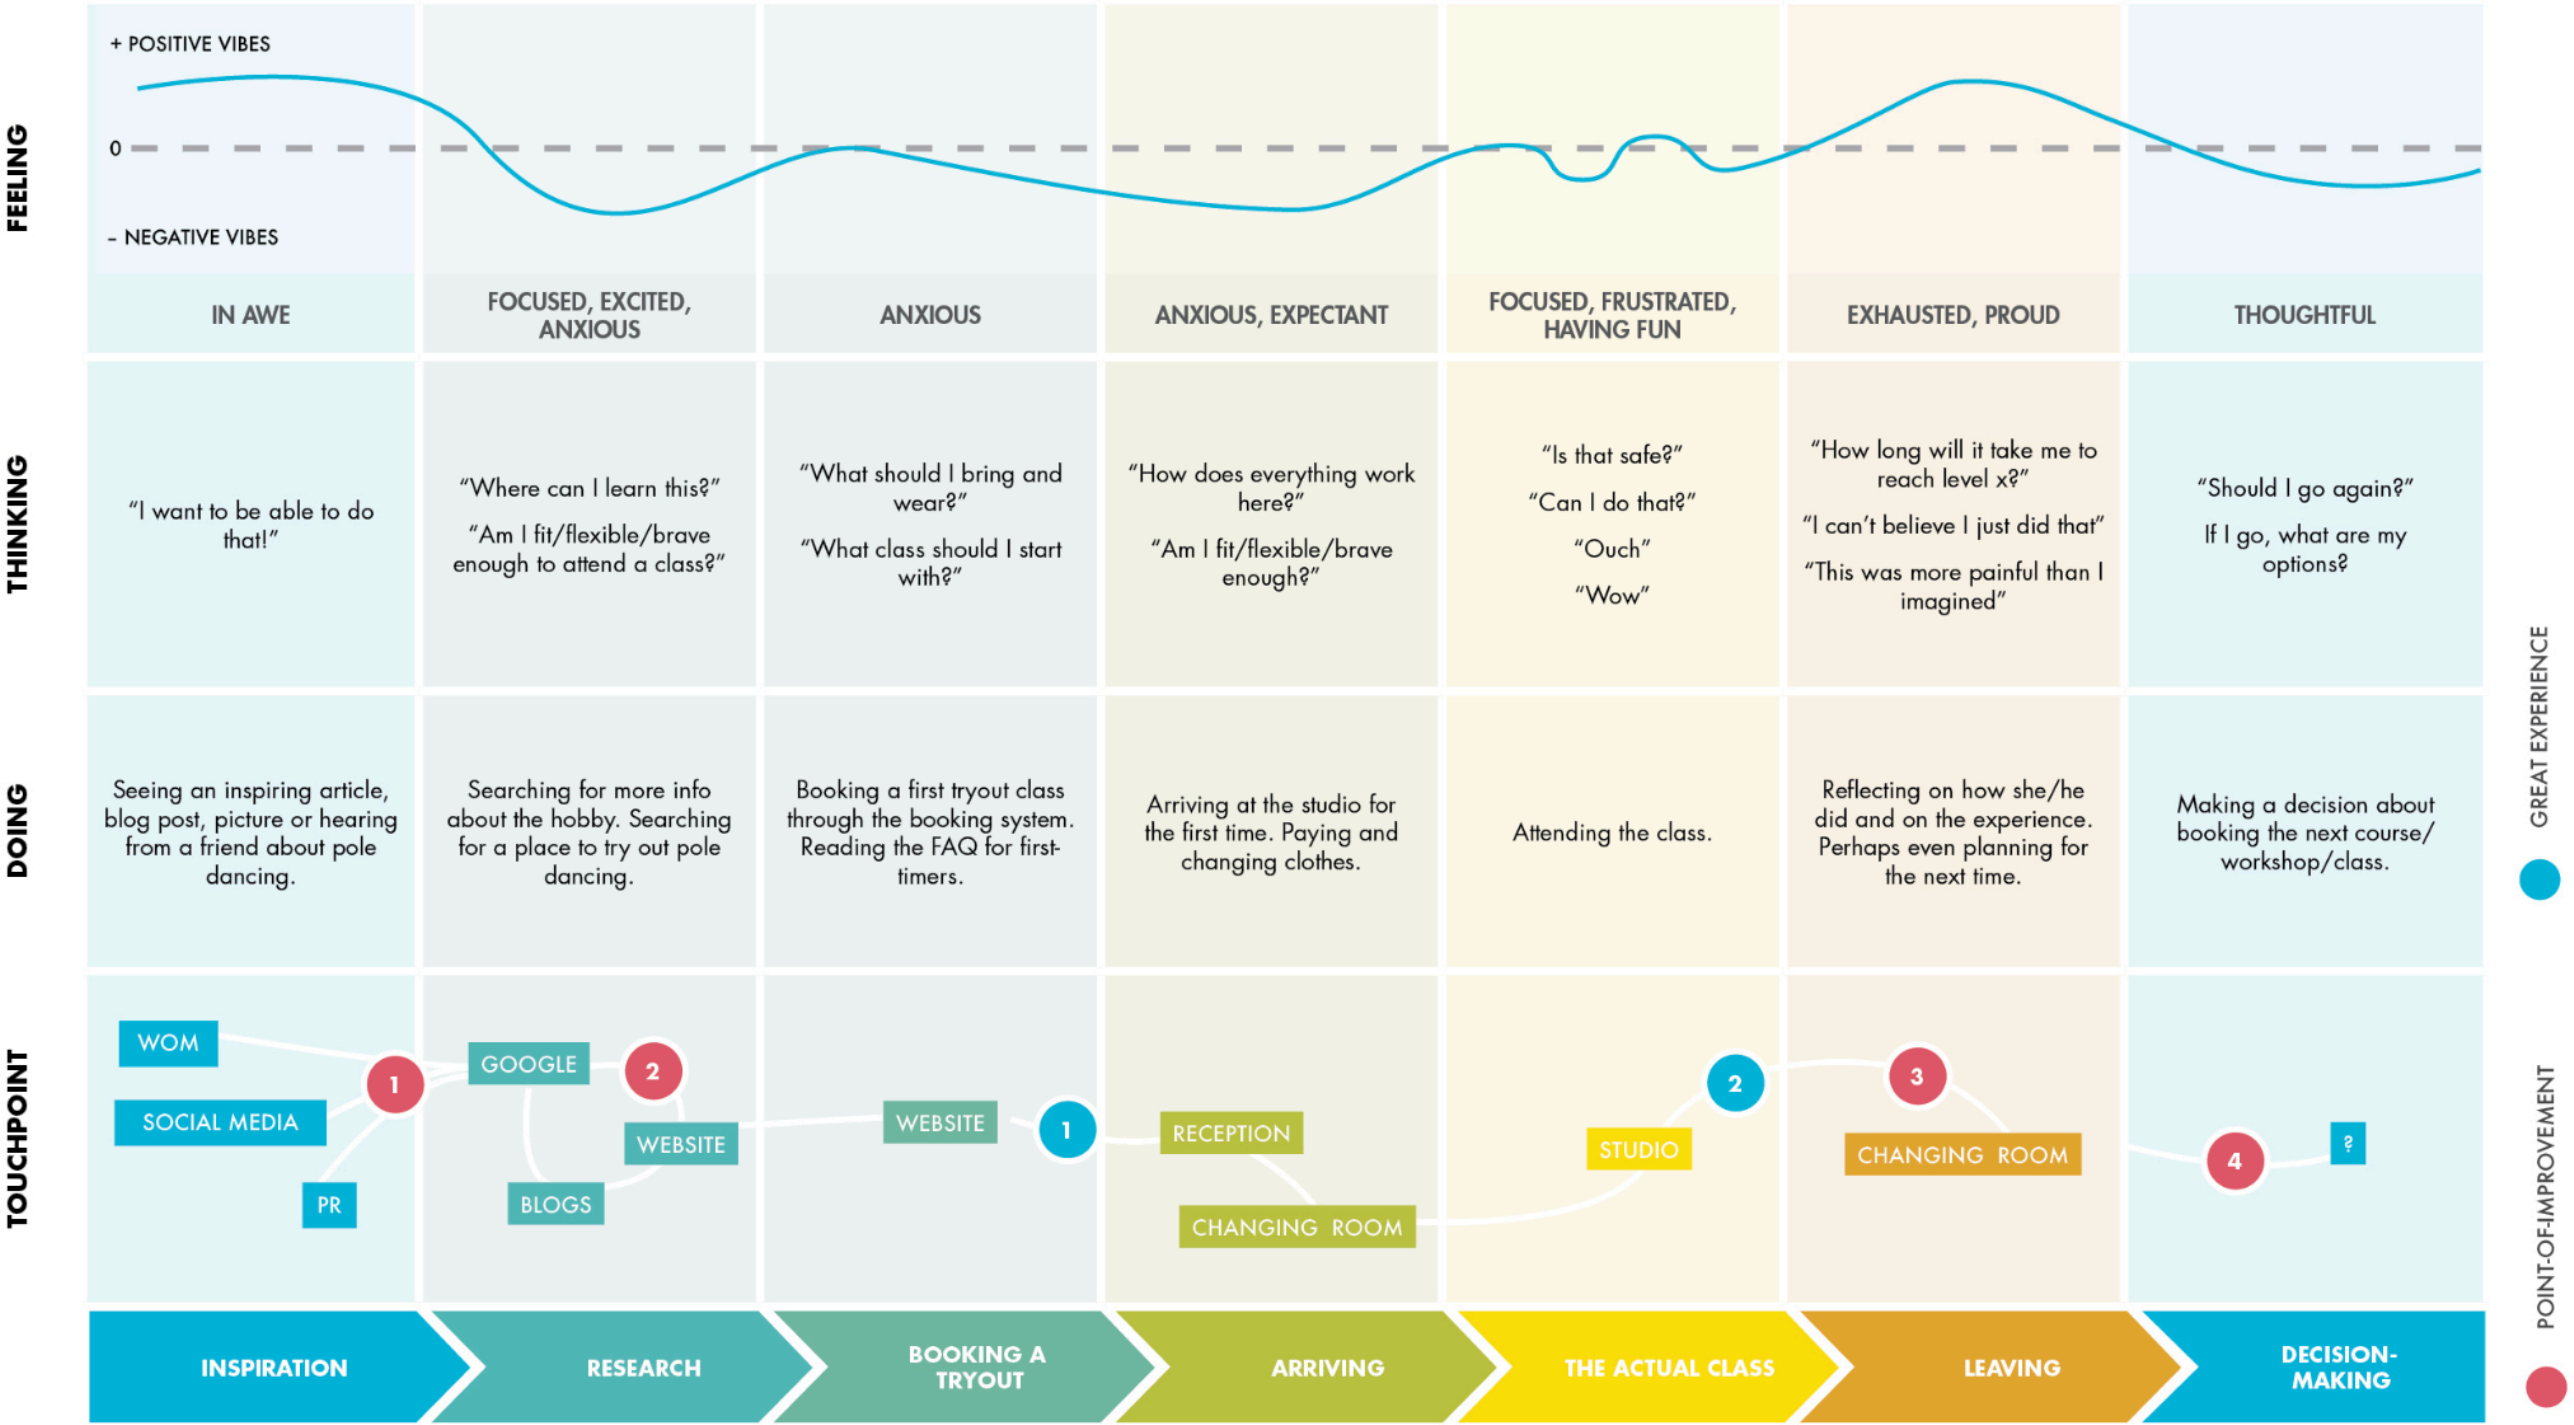 FEELING
+ POSITIVE VIBES
0
– NEGATIVE VIBES
IN AWE
FOCUSED, EXCITED,
ANXIOUS
ANXIOUS
ANXIOUS, EXPECTANT
FOCUSED, FRUSTRATED,
HAVING FUN
EXHAUSTED, PROUD
THOUGHTFUL
THINKING
“I want to be able to do
that!”
“Where can I learn this?”
“Am I fit/flexible/brave
enough to attend a class?”
“What should I bring and
wear?”
“What class should I start
with?”
“How does everything work
here?”
“Am I fit/flexible/brave
enough?”
“Is that safe?”
“Can I do that?”
“Ouch”
“Wow”
“How long will it take me to
reach level x?”
“I can’t believe I just did that”
“This was more painful than I
imagined”
“Should I go again?”
If I go, what are my
options?
DOING
Seeing an inspiring article,
blog post, picture or hearing
from a friend about pole
dancing.
Searching for more info
about the hobby. Searching
for a place to try out pole
dancing.
Booking a first tryout class
through the booking system.
Reading the FAQ for first-
timers.
Arriving at the studio for
the first time. Paying and
changing clothes.
Attending the class.
Reflecting on how she/he
did and on the experience.
Perhaps even planning for
the next time.
Making a decision about
booking the next course/
workshop/class.
TOUCHPOINT
WOM
SOCIAL MEDIA
PR
1
GOOGLE
2
WEBSITE
BLOGS
WEBSITE
1
RECEPTION
CHANGING ROOM
STUDIO
2
3
CHANGING ROOM
4
?
INSPIRATION
RESEARCH
BOOKING A
TRYOUT
ARRIVING
THE ACTUAL CLASS
LEAVING
DECISION-
MAKING
GREAT EXPERIENCE
POINT-OF-IMPROVEMENT